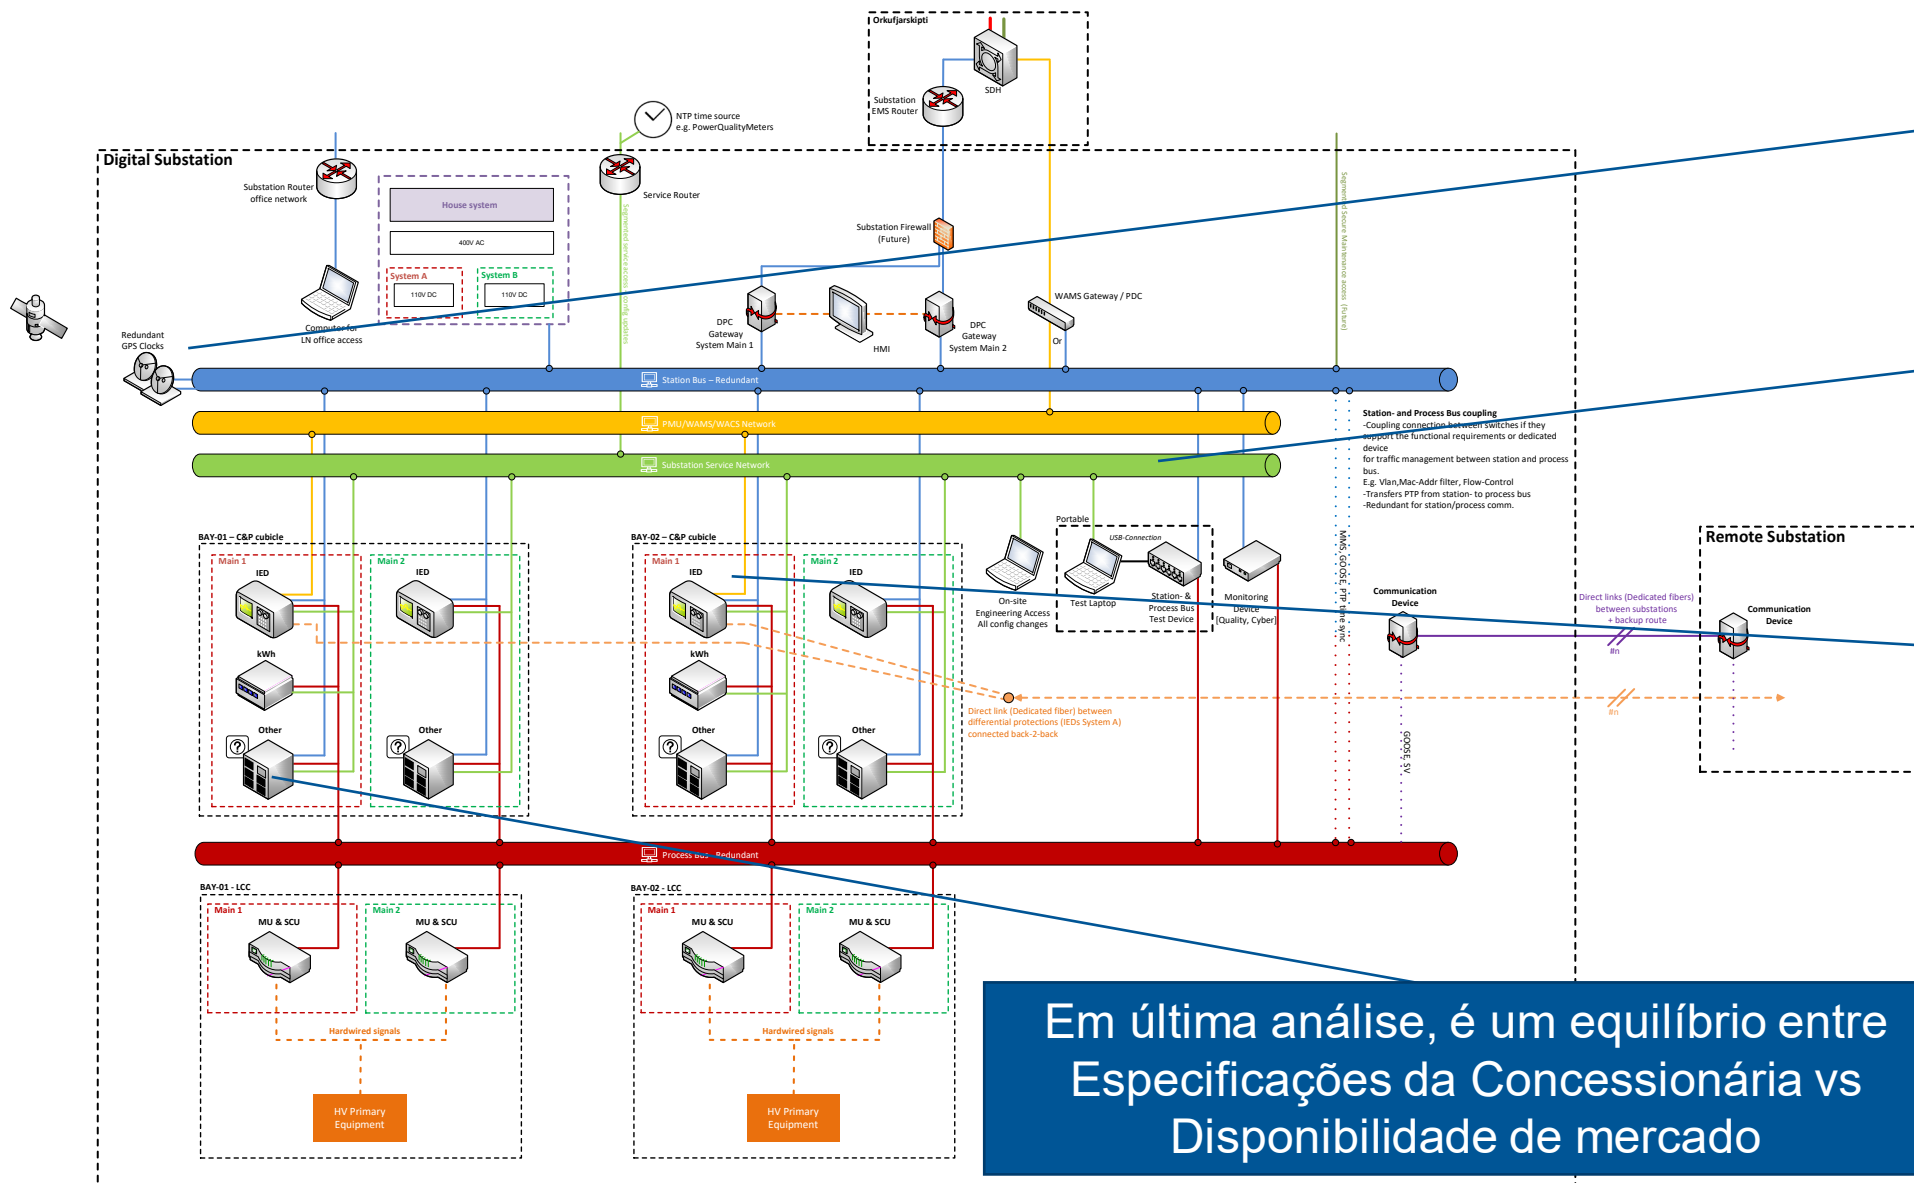 Orkufjarskipti
SDH
Substation
EMS Router
NTP time source
e.g. PowerQualityMeters
Digital Substation
Substation Router
office network
House system
400V AC
System A
110V DC
System B
110V DC
Service Router
Segmented service access - config updates
Substation Firewall
(Future)
Segmented Secure Maintenance access (Future)
Computer for
LN office access
Redundant
GPS Clocks
DPC
Gateway
System Main 1
HMI
DPC
Gateway
System Main 2
WAMS Gateway / PDC
Or
Station Bus – Redundant
PMU/WAMS/WACS Network
Substation Service Network
Station- and Process Bus coupling
-Coupling connection between switches if they
support the functional requirements or dedicated
device
for traffic management between station and process
bus.
E.g. Vlan,Mac-Addr filter, Flow-Control
-Transfers PTP from station- to process bus
-Redundant for station/process comm.
BAY-01 – C&P cubicle
Main 1
IED
kWh
Other
Main 2
IED
Other
BAY-02 – C&P cubicle
Main 1
IED
kWh
Other
Main 2
IED
Other
On-site
Engineering Access
All config changes
Portable
USB-Connection
Test Laptop
Station- &
Process Bus
Test Device
Monitoring
Device
[Quality, Cyber]
MMS, GOOSE, PTP time sync
Communication
Device
GOOSE, SV
Direct links (Dedicated fibers)
between substations
+ backup route
#n
#n
Remote Substation
Communication
Device
Direct link (Dedicated fiber) between
differential protections (IEDs System A)
connected back-2-back
Process Bus - Redundant
BAY-01 - LCC
Main 1
MU & SCU
Main 2
MU & SCU
Hardwired signals
HV Primary
Equipment
BAY-02 - LCC
Main 1
MU & SCU
Main 2
MU & SCU
Hardwired signals
HV Primary
Equipment
Em última análise, é um equilíbrio entre
Especificações da Concessionária vs
Disponibilidade de mercado